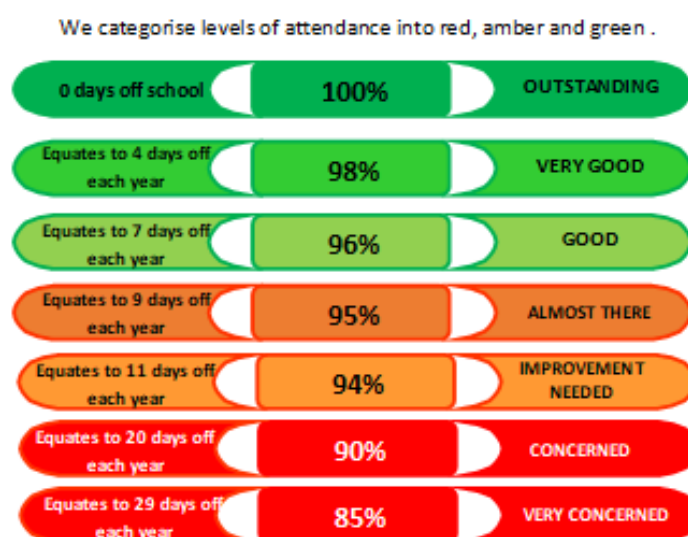 We categorise levels of attendance into red, amber and green .
0 days off school 100% OUTSTANDING
Equates to 4 days off
each year
98%
VERY GOOD
Equates to 7 days off
each year
96%
GOOD
Equates to 9 days off
each year
95%
ALMOST THERE
Equates to 11 days off
each year
94%
IMPROVEMENT
NEEDED
Equates to 20 days off
each year
90%
CONCERNED
Equates to 29 days off
each year
85%
VERY CONCERNED